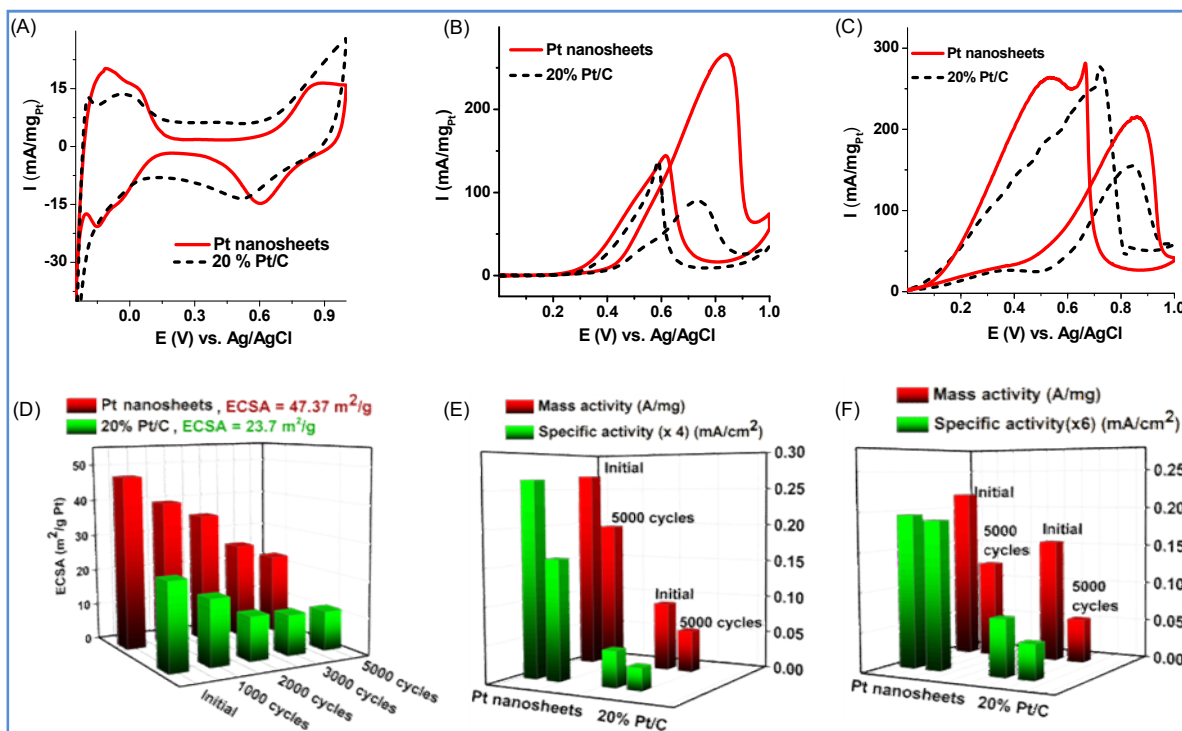 (A)
I (mA/mgPt)
15
0
-15
-30
Pt nanosheets
20 % Pt/C
0.0
0.3
0.6
0.9
E (V) vs. Ag/AgCl
(B)
Pt nanosheets
20% Pt/C
I (mA/mgPt)
200
100
0
0.2
0.4
0.6
0.8
1.0
E (V) vs. Ag/AgCl
(C)
Pt nanosheets
20% Pt/C
I (mA/mgPt)
300
200
100
0
0.2
0.4
0.6
0.8
1.0
E (V) vs. Ag/AgCl
(D)
Pt nanosheets , ECSA = 47.37 m²/g
20% Pt/C , ECSA = 23.7 m²/g
ECSA (m²/g Pt)
50
40
30
20
10
0
Initial
1000 cycles
2000 cycles
3000 cycles
5000 cycles
(E)
Mass activity (A/mg)
Specific activity (x 4) (mA/cm²)
Initial
5000 cycles
Initial
5000 cycles
0.30
0.25
0.20
0.15
0.10
0.05
0.00
Pt nanosheets
20% Pt/C
(F)
Mass activity (A/mg)
Specific activity(x6) (mA/cm²)
Initial
5000
cycles
Initial
5000
cycles
0.25
0.20
0.15
0.10
0.05
0.00
Pt nanosheets
20% Pt/C